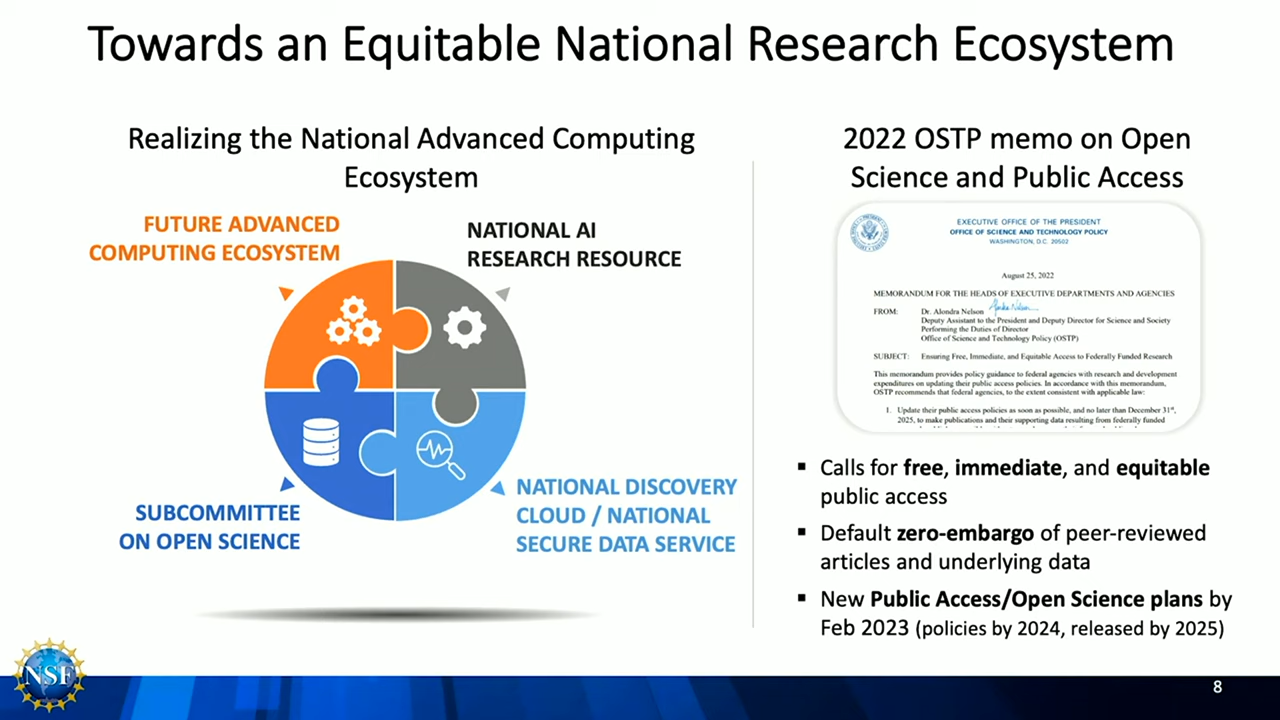 Towards an Equitable National Research Ecosystem
Realizing the National Advanced Computing
Ecosystem
FUTURE ADVANCED
COMPUTING ECOSYSTEM
NATIONAL AI
RESEARCH RESOURCE
SUBCOMMITTEE
ON OPEN SCIENCE
NATIONAL DISCOVERY
CLOUD / NATIONAL
SECURE DATA SERVICE
2022 OSTP memo on Open
Science and Public Access
EXECUTIVE OFFICE OF THE PRESIDENT
OFFICE OF SCIENCE AND TECHNOLOGY POLICY
WASHINGTON, D.C. 20502
August 25, 2022
MEMORANDUM FOR THE HEADS OF EXECUTIVE DEPARTMENTS AND AGENCIES
FROM: Dr. Alondra Nelson
Deputy Assistant to the President and Deputy Director for Science and Society
Performing the Duties of Director
Office of Science and Technology Policy (OSTP)
SUBJECT: Ensuring Free, Immediate, and Equitable Access to Federally Funded Research
This memorandum provides policy guidance to federal agencies with research and development
expenditures on updating their public access policies. In accordance with this memorandum,
OSTP recommends that federal agencies, to the extent consistent with applicable law:
1. Update their public access policies as soon as possible, and no later than December 31st,
2025, to make publications and their supporting data resulting from federally funded
▪ Calls for free, immediate, and equitable
public access
▪ Default zero-embargo of peer-reviewed
articles and underlying data
▪ New Public Access/Open Science plans by
Feb 2023 (policies by 2024, released by 2025)
NSF
8